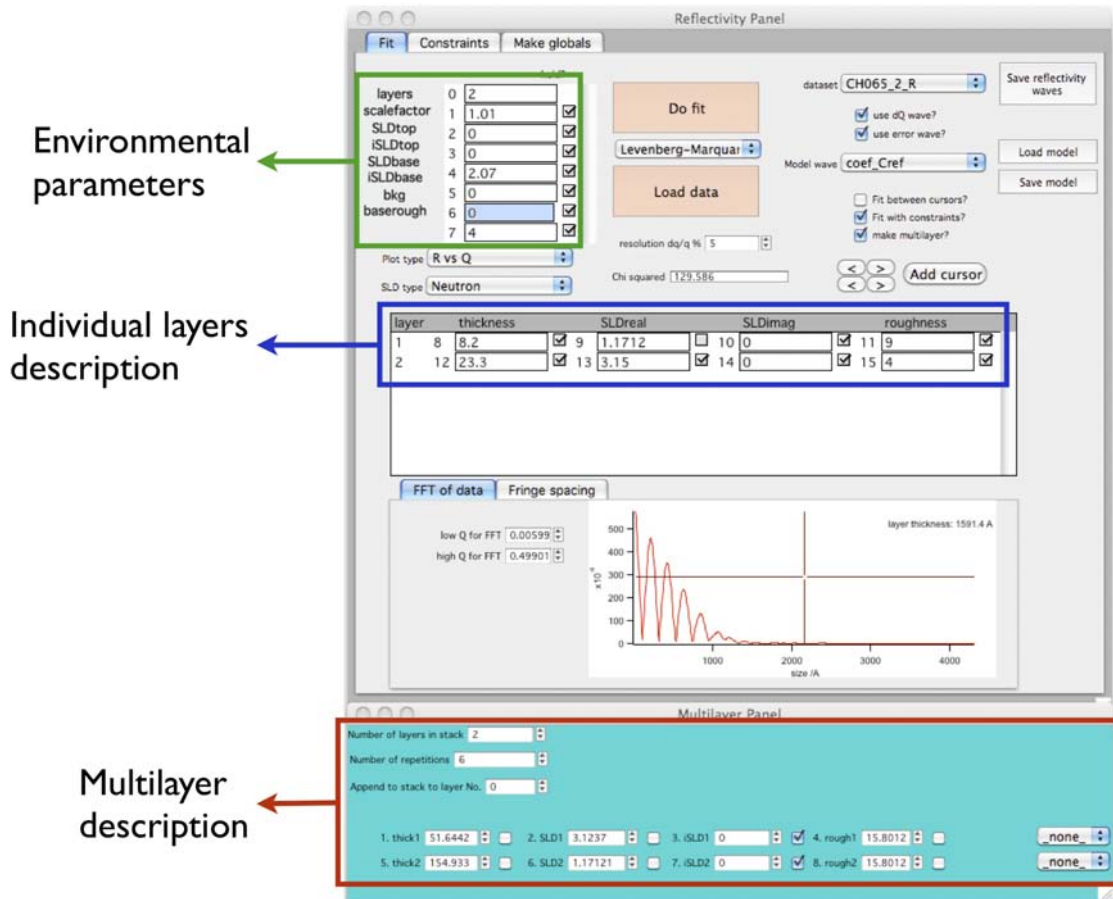 Reflectivity Panel
Fit Constraints Make globals
layers 0 2
scalefactor 1 1.01
SLDtop 2 0
iSLDtop 3 0
SLDbase 4 2.07
iSLDbase 5 0
bkg 6 0
baserough 7 4
Do fit
Levenberg-Marquar
Load data
resolution dq/q % 5
Chi squared 129.586
dataset CH065_2_R
use dQ wave?
use error wave?
Model wave coef_Cref
Fit between cursors?
Fit with constraints?
make multilayer?
< >
< >
Add cursor
Save reflectivity
waves
Load model
Save model
Plot type R vs Q
SLD type Neutron
Environmental
parameters
Individual layers
description
layer thickness SLDreal SLDimag roughness
1 8 8.2 9 1.1712 10 0 11 9
2 12 23.3 13 3.15 14 0 15 4
FFT of data Fringe spacing
low Q for FFT 0.00599
high Q for FFT 0.49901
layer thickness: 1591.4 A
500
400
300
200
100
0
1000 2000 3000 4000
size /A
Multilayer Panel
Number of layers in stack 2
Number of repetitions 6
Append to stack to layer No. 0
Multilayer
description
1. thick1 51.6442 2. SLD1 3.1237 3. iSLD1 0 4. rough1 15.8012 _none_
5. thick2 154.933 6. SLD2 1.17121 7. iSLD2 0 8. rough2 15.8012 _none_